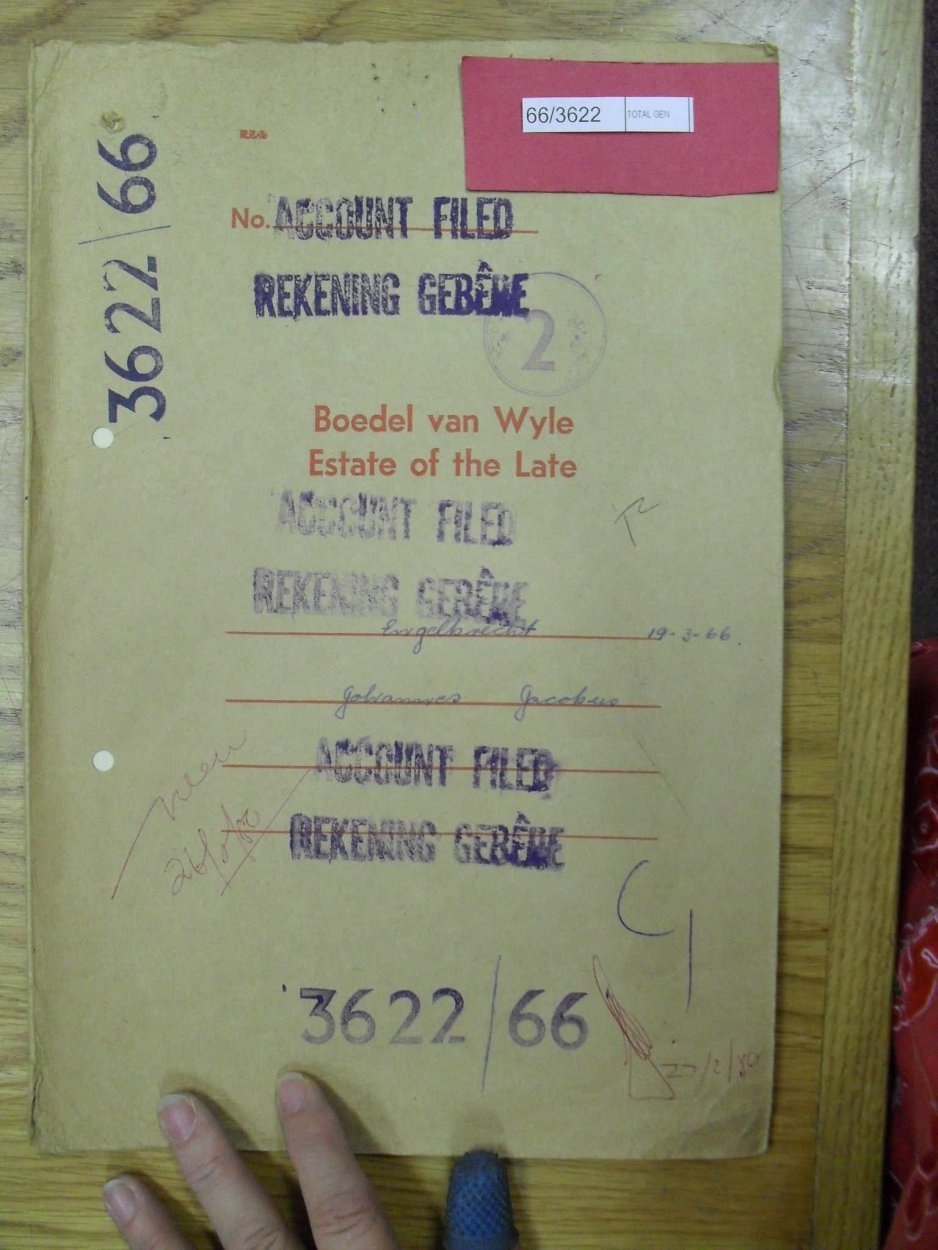 66/3622 TOTAL GEN
3622/66
No. ACCOUNT FILED
REKENING GEBÊRE
2
Boedel van Wyle
Estate of the Late
ACCOUNT FILED
REKENING GEBÊRE
Engelbrecht 19-3-66.
Johannes Jacobus
ACCOUNT FILED
REKENING GEBÊRE
3622/66